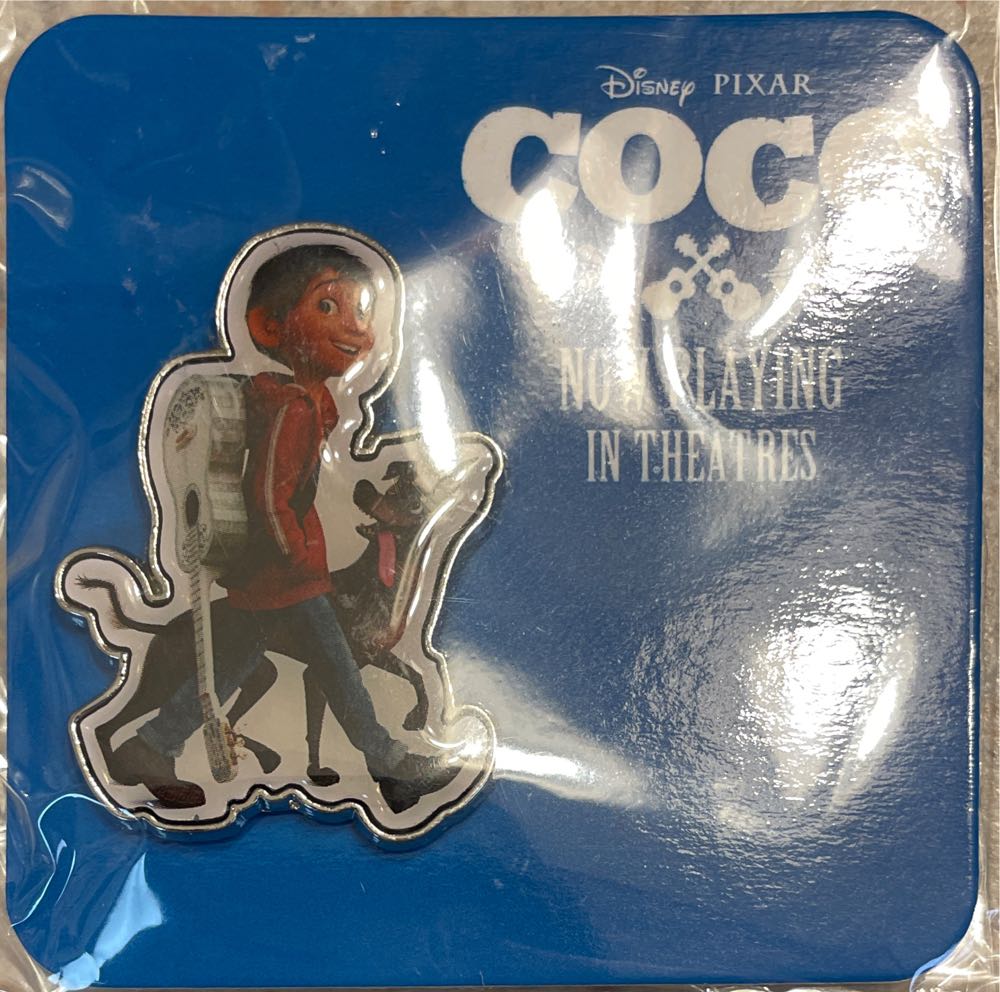 Disney PIXAR
COCO
NOW PLAYING
IN THEATRES